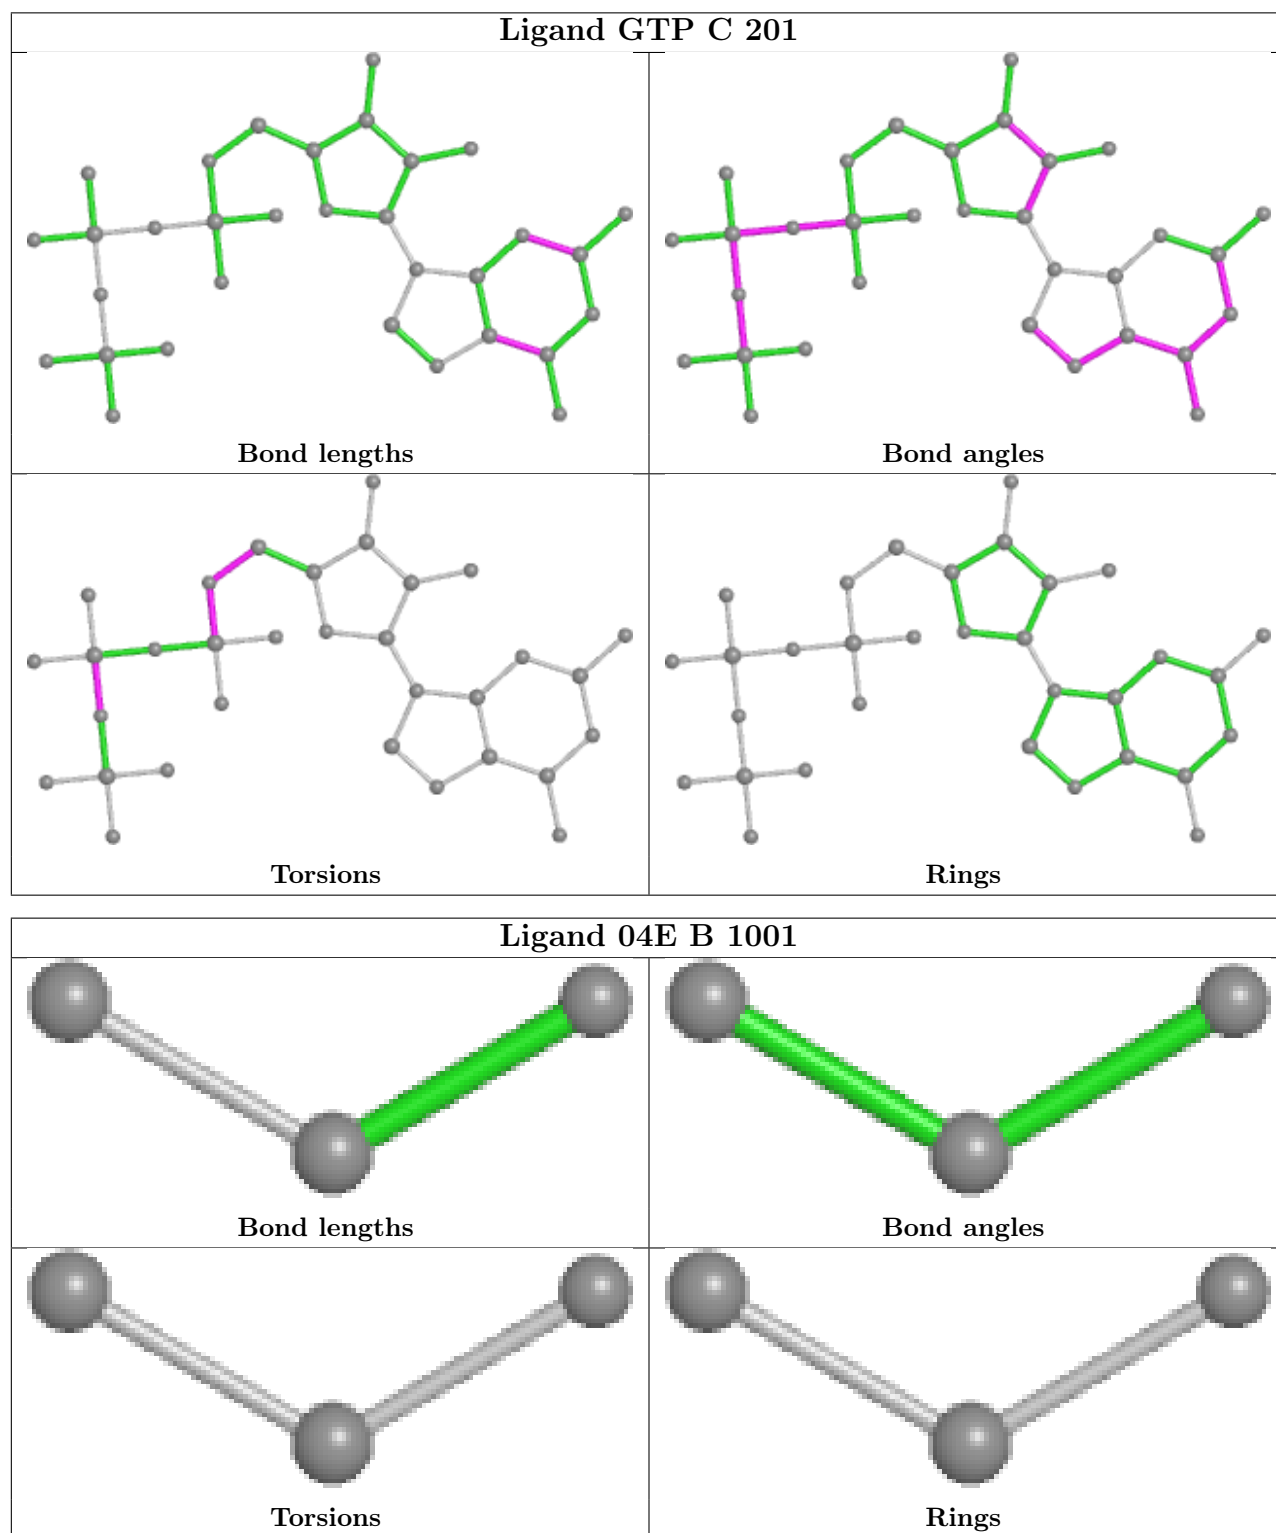 Ligand GTP C 201
Bond lengths
Bond angles
Torsions
Rings
Ligand 04E B 1001
Bond lengths
Bond angles
Torsions
Rings